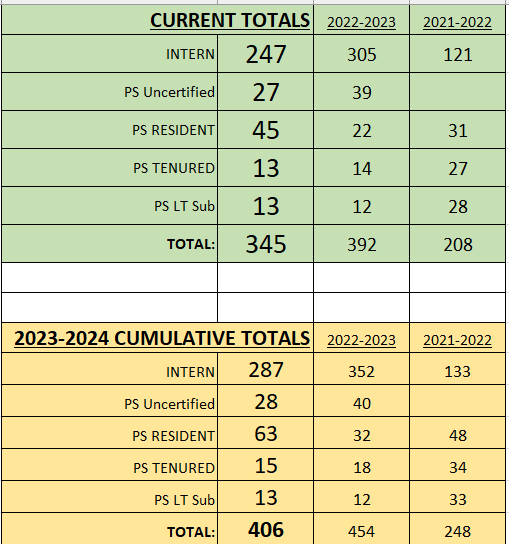 CURRENT TOTALS 2022-2023 2021-2022
INTERN 247 305 121
PS Uncertified 27 39
PS RESIDENT 45 22 31
PS TENURED 13 14 27
PS LT Sub 13 12 28
TOTAL: 345 392 208
2023-2024 CUMULATIVE TOTALS 2022-2023 2021-2022
INTERN 287 352 133
PS Uncertified 28 40
PS RESIDENT 63 32 48
PS TENURED 15 18 34
PS LT Sub 13 12 33
TOTAL: 406 454 248